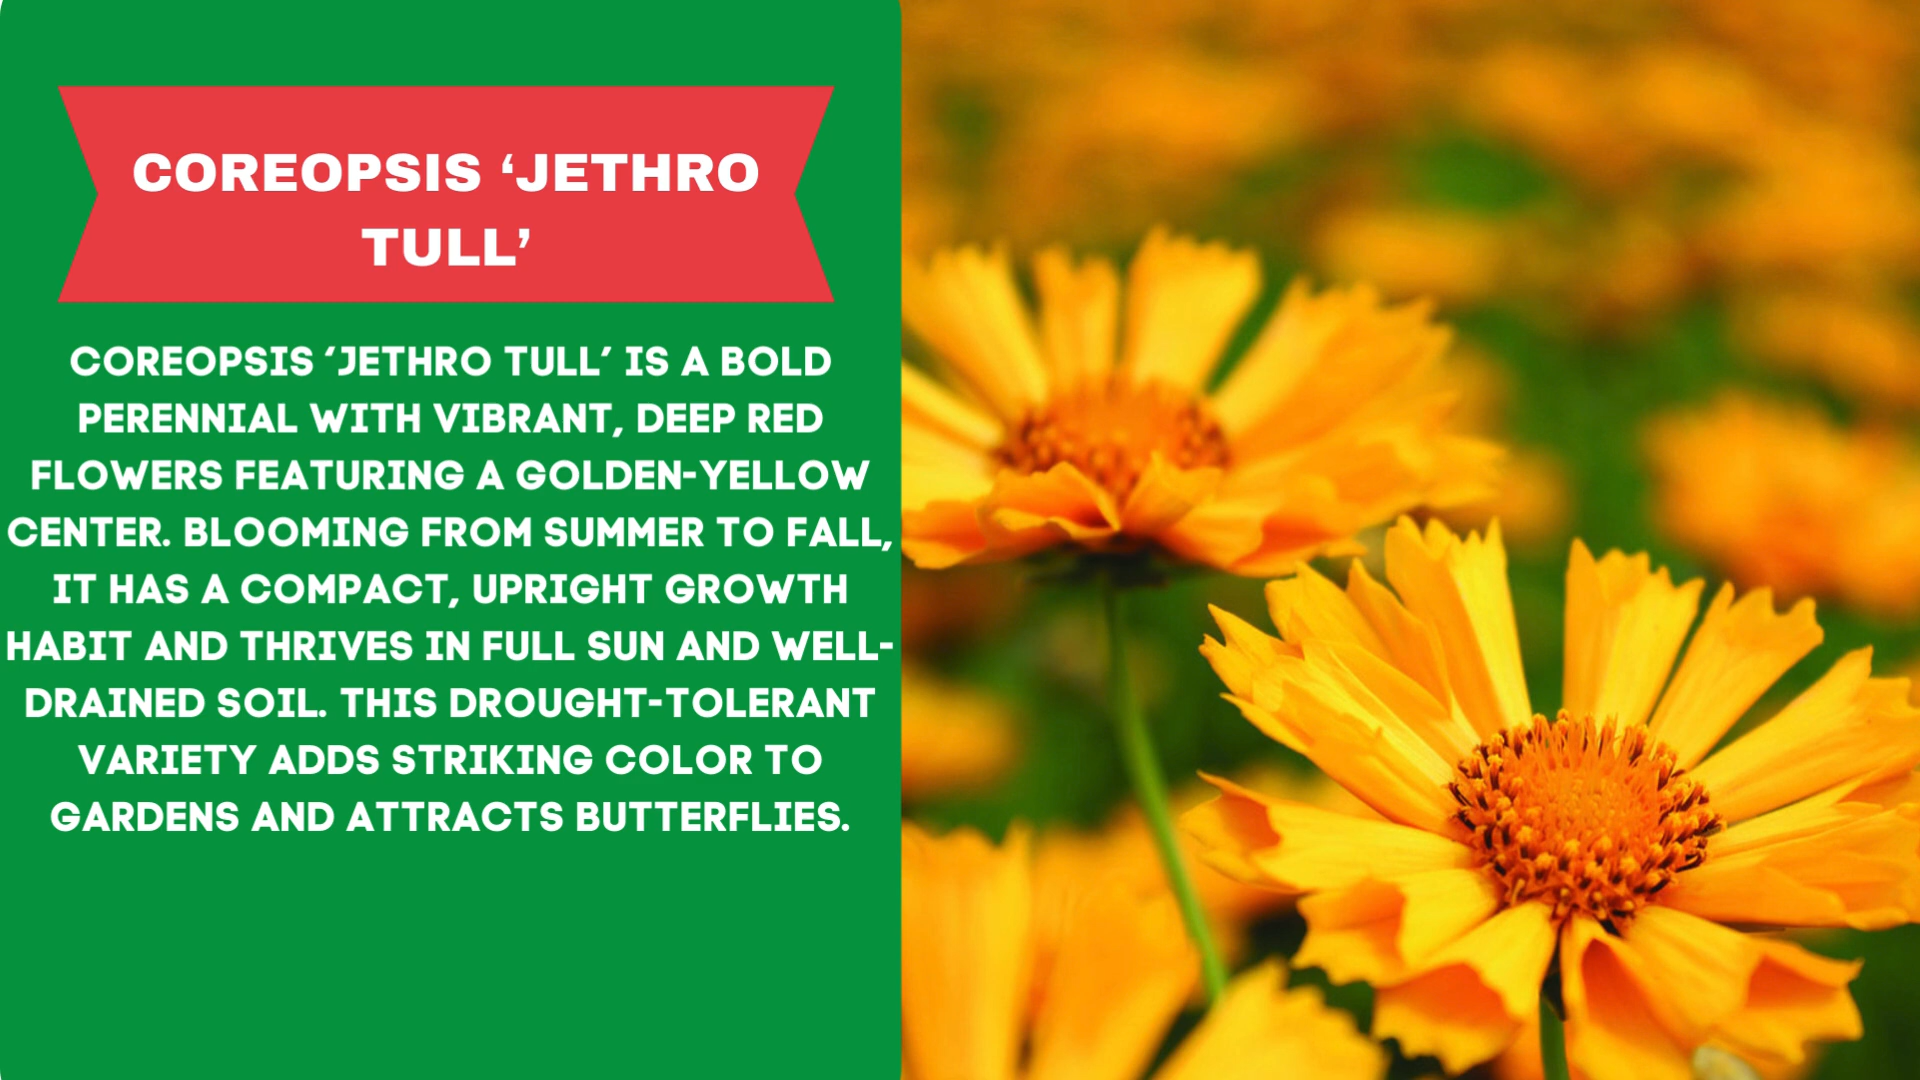 COREOPSIS ‘JETHRO
TULL’
COREOPSIS ‘JETHRO TULL’ IS A BOLD
PERENNIAL WITH VIBRANT, DEEP RED
FLOWERS FEATURING A GOLDEN-YELLOW
CENTER. BLOOMING FROM SUMMER TO FALL,
IT HAS A COMPACT, UPRIGHT GROWTH
HABIT AND THRIVES IN FULL SUN AND WELL-
DRAINED SOIL. THIS DROUGHT-TOLERANT
VARIETY ADDS STRIKING COLOR TO
GARDENS AND ATTRACTS BUTTERFLIES.